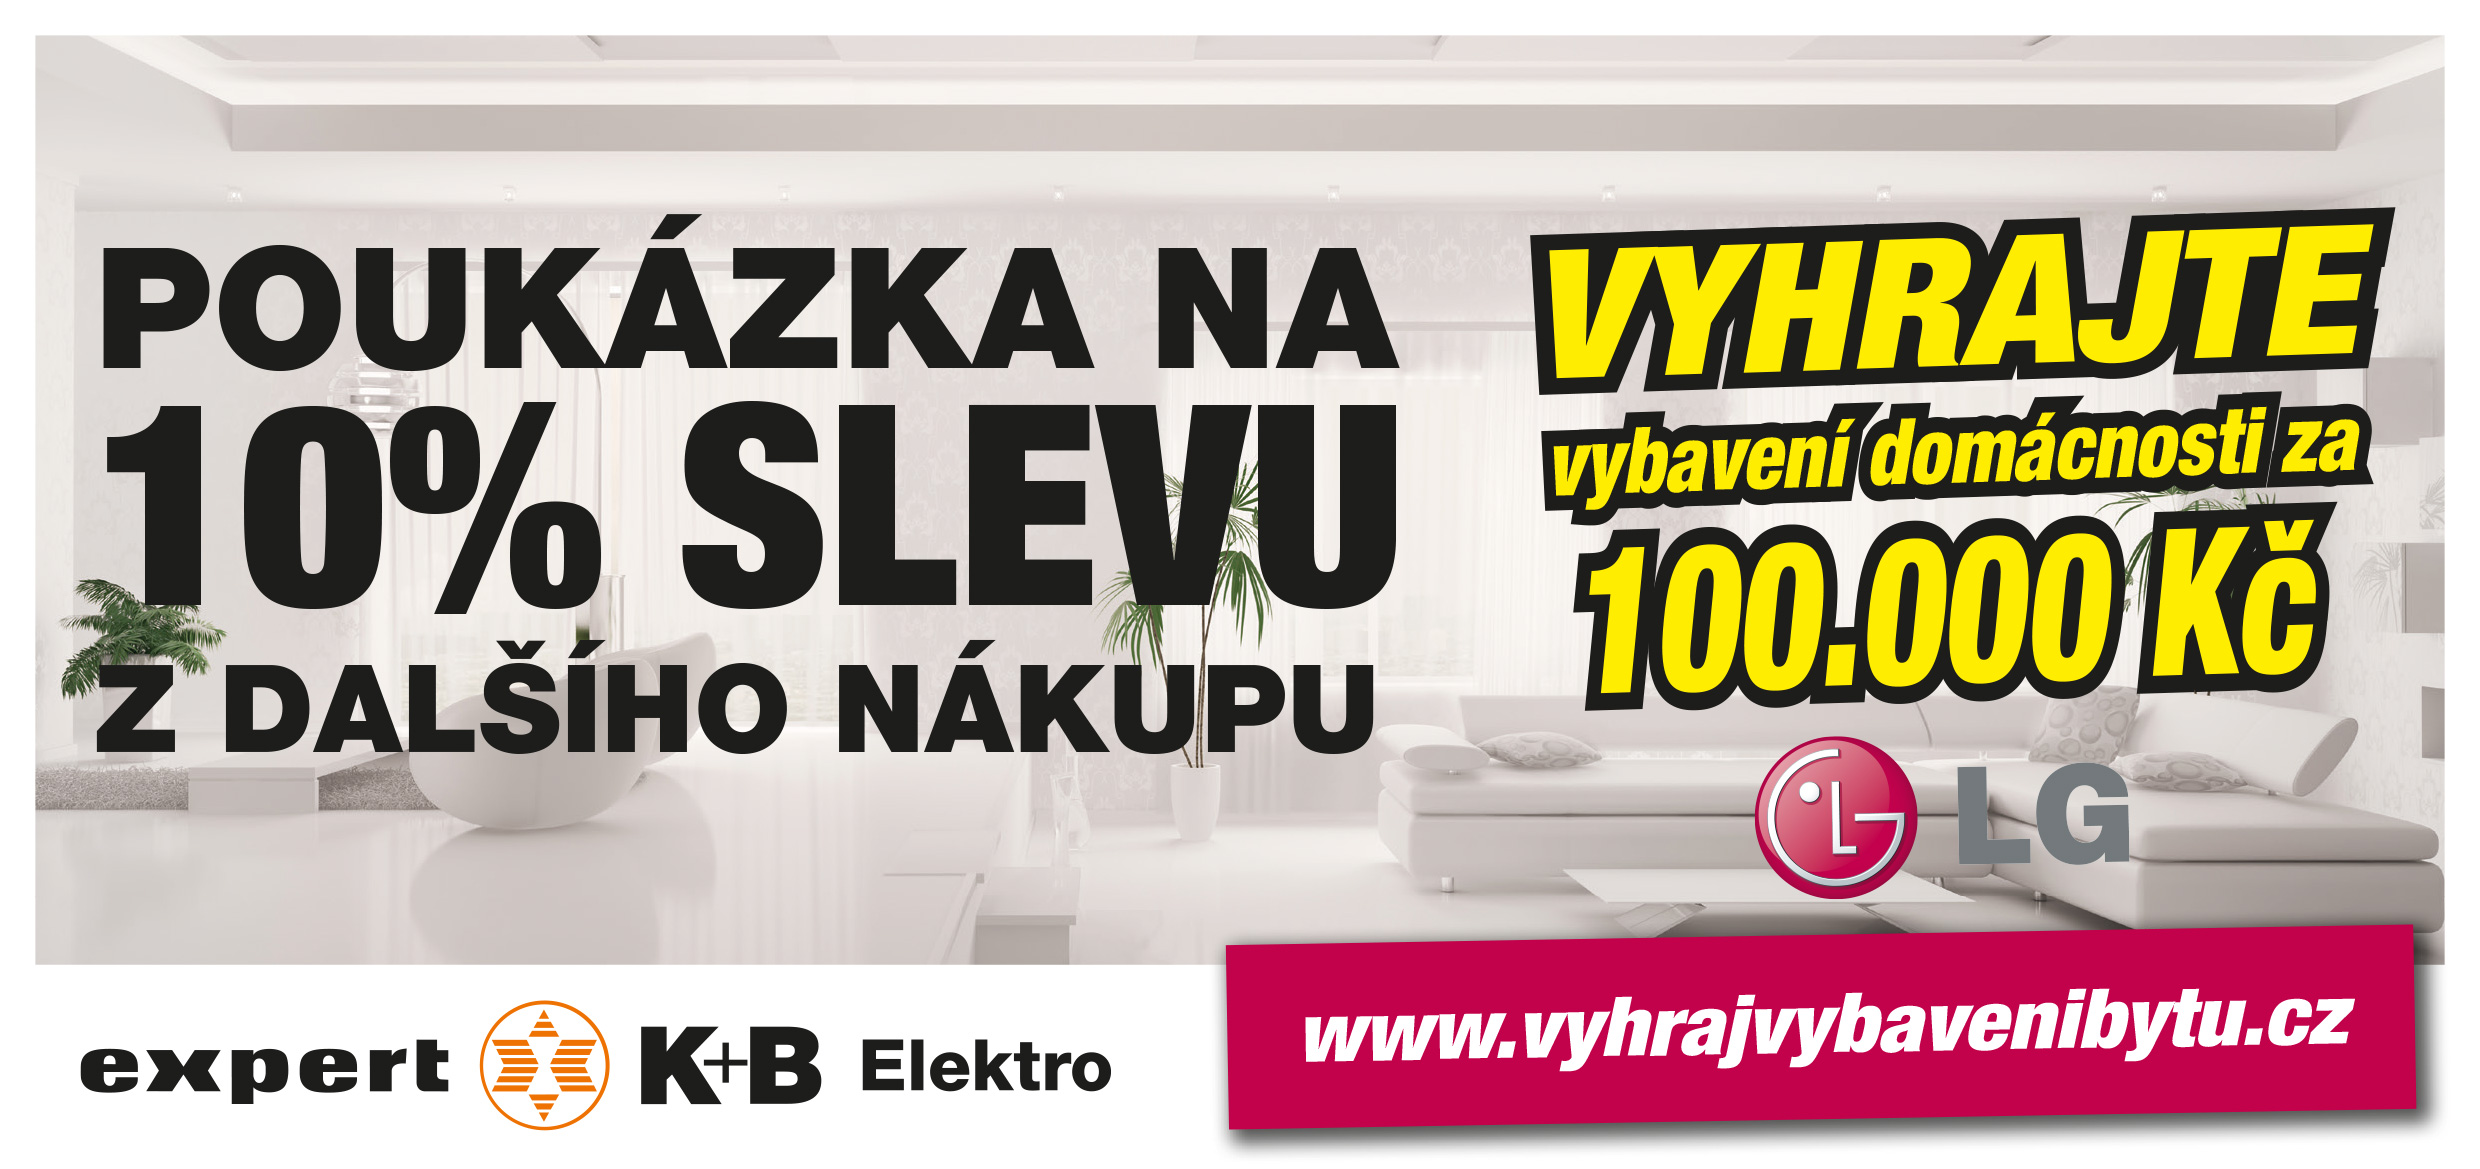 POUKÁZKA NA
10% SLEVU
Z DALŠÍHO NÁKUPU
VYHRAJTE
vybavení domácnosti za
100.000 Kč
LG
expert K+B Elektro
www.vyhrajvybavenibytu.cz